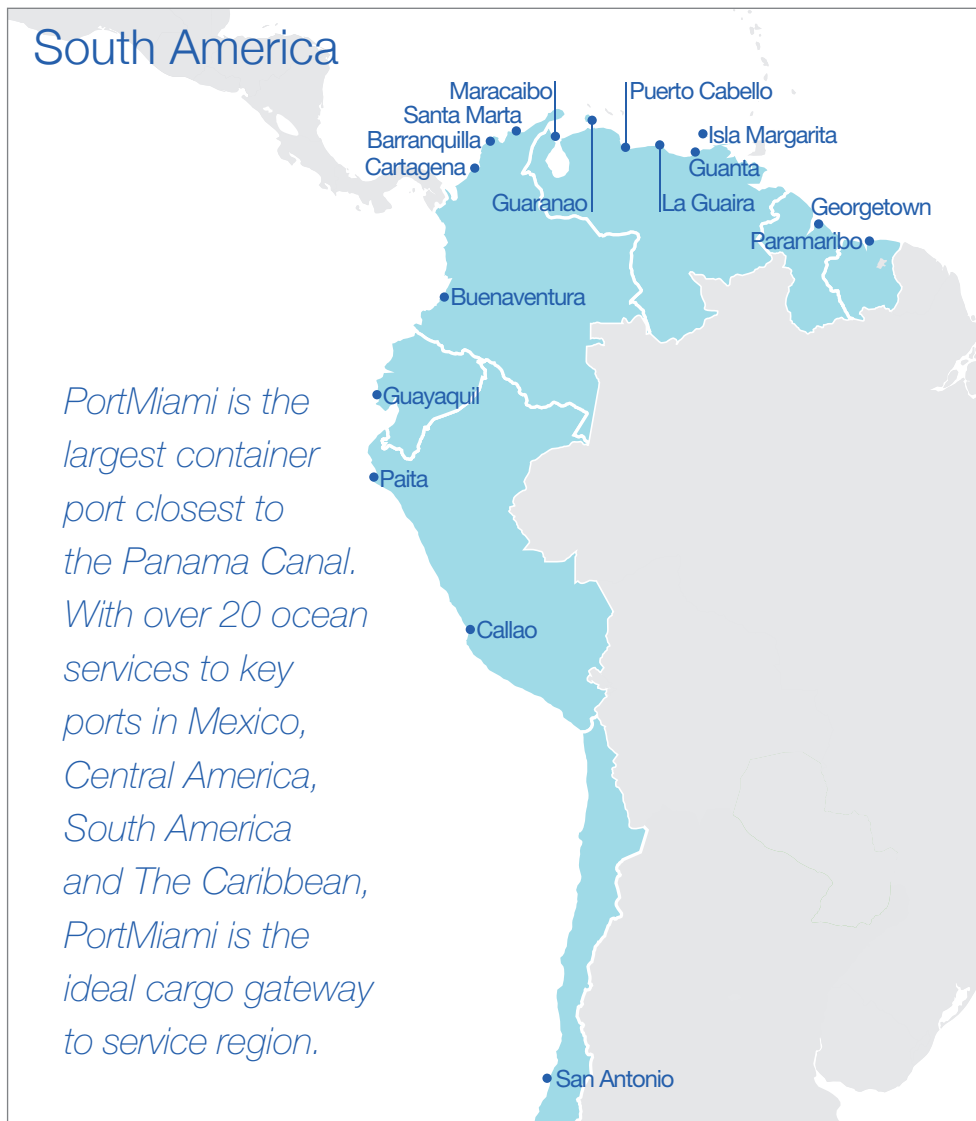 South America
Maracaibo
Puerto Cabello
Santa Marta
Isla Margarita
Barranquilla
Guanta
Cartagena
Guaranao
La Guaira
Georgetown
Paramaribo
Buenaventura
Guayaquil
Paita
Callao
San Antonio
PortMiami is the
largest container
port closest to
the Panama Canal.
With over 20 ocean
services to key
ports in Mexico,
Central America,
South America
and The Caribbean,
PortMiami is the
ideal cargo gateway
to service region.